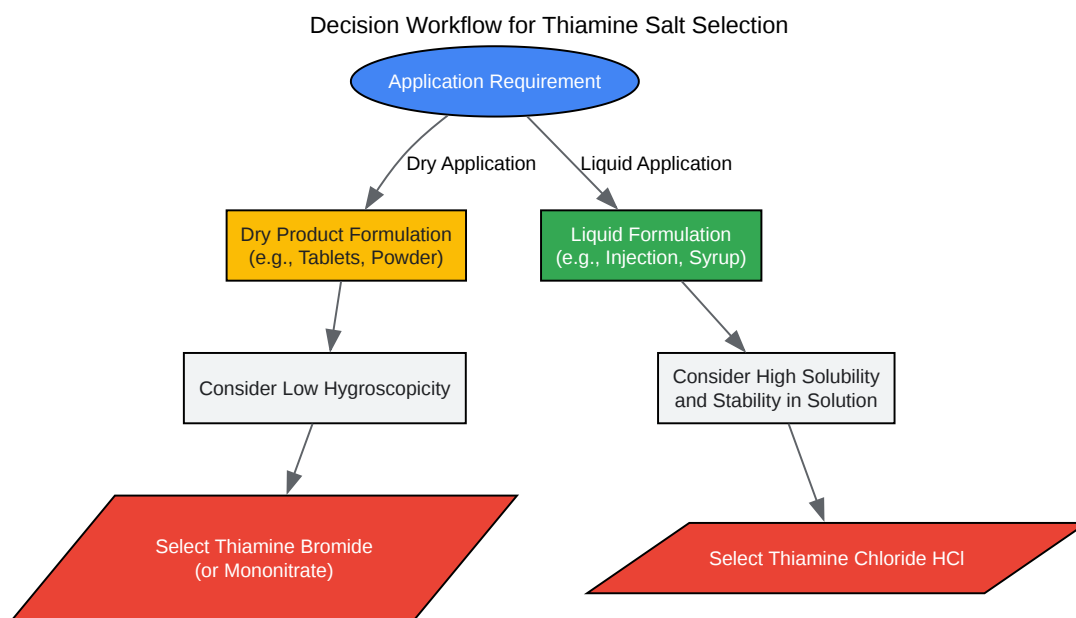 Decision Workflow for Thiamine Salt Selection
Application Requirement
Dry Application
Liquid Application
Dry Product Formulation
(e.g., Tablets, Powder)
Liquid Formulation
(e.g., Injection, Syrup)
Consider Low Hygroscopicity
Consider High Solubility
and Stability in Solution
Select Thiamine Bromide
(or Mononitrate)
Select Thiamine Chloride HCl